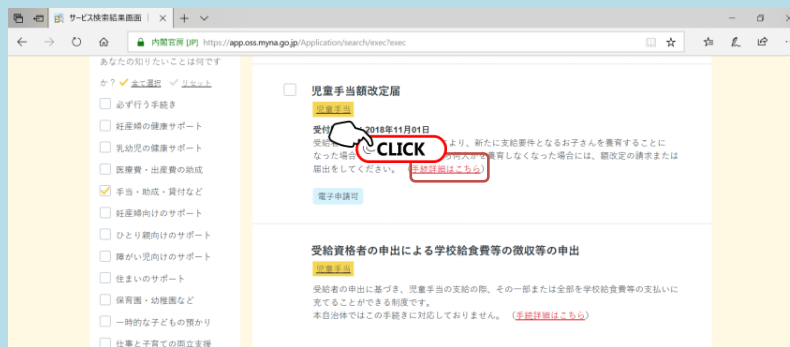 サービス検索結果画面
内閣官房 [JP] https://app.oss.myna.go.jp/Application/search/exec?exec
あなたの知りたいことは何です
か？ 全て選択 リセット
必ず行う手続き
妊産婦の健康サポート
乳幼児の健康サポート
医療費・出産費の助成
手当・助成・貸付など
妊産婦向けのサポート
ひとり親向けのサポート
障がい児向けのサポート
住まいのサポート
保育園・幼稚園など
一時的な子どもの預かり
仕事と子育ての両立支援
児童手当額改定届
児童手当
受付 2018年11月01日
受給 より、新たに支給要件となるお子さんを養育することに
なった場合 養育しなくなった場合には、額改定の請求または
届出をしてください。 （手続詳細はこちら）
CLICK
電子申請可
受給資格者の申出による学校給食費等の徴収等の申出
児童手当
受給者の申出に基づき、児童手当の支給の際、その一部または全部を学校給食費等の支払いに
充てることができる制度です。
本自治体ではこの手続きに対応しておりません。 （手続詳細はこちら）